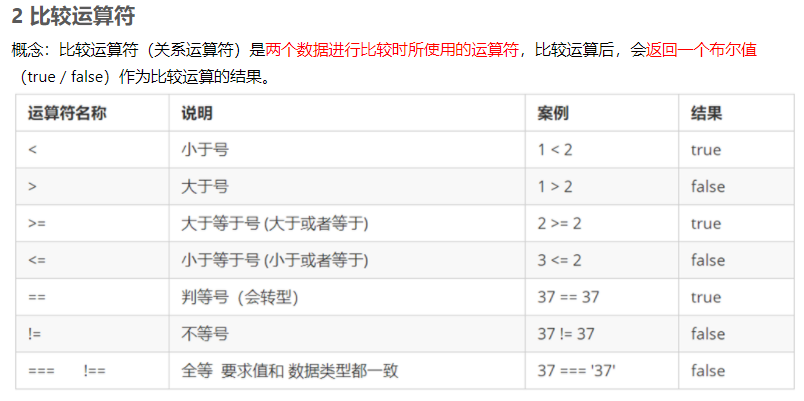 2 比较运算符
概念：比较运算符（关系运算符）是两个数据进行比较时所使用的运算符，比较运算后，会返回一个布尔值
（true / false）作为比较运算的结果。
运算符名称 说明 案例 结果
< 小于号 1 < 2 true
> 大于号 1 > 2 false
>= 大于等于号 (大于或者等于) 2 >= 2 true
<= 小于等于号 (小于或者等于) 3 <= 2 false
== 判等号（会转型） 37 == 37 true
!= 不等号 37 != 37 false
=== !== 全等 要求值和 数据类型都一致 37 === '37' false